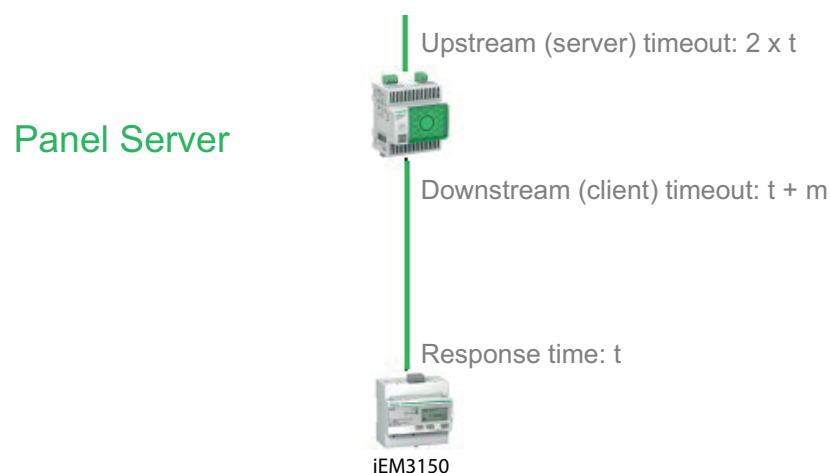 Upstream (server) timeout: 2 x t
Panel Server
Downstream (client) timeout: t + m
Response time: t
iEM3150